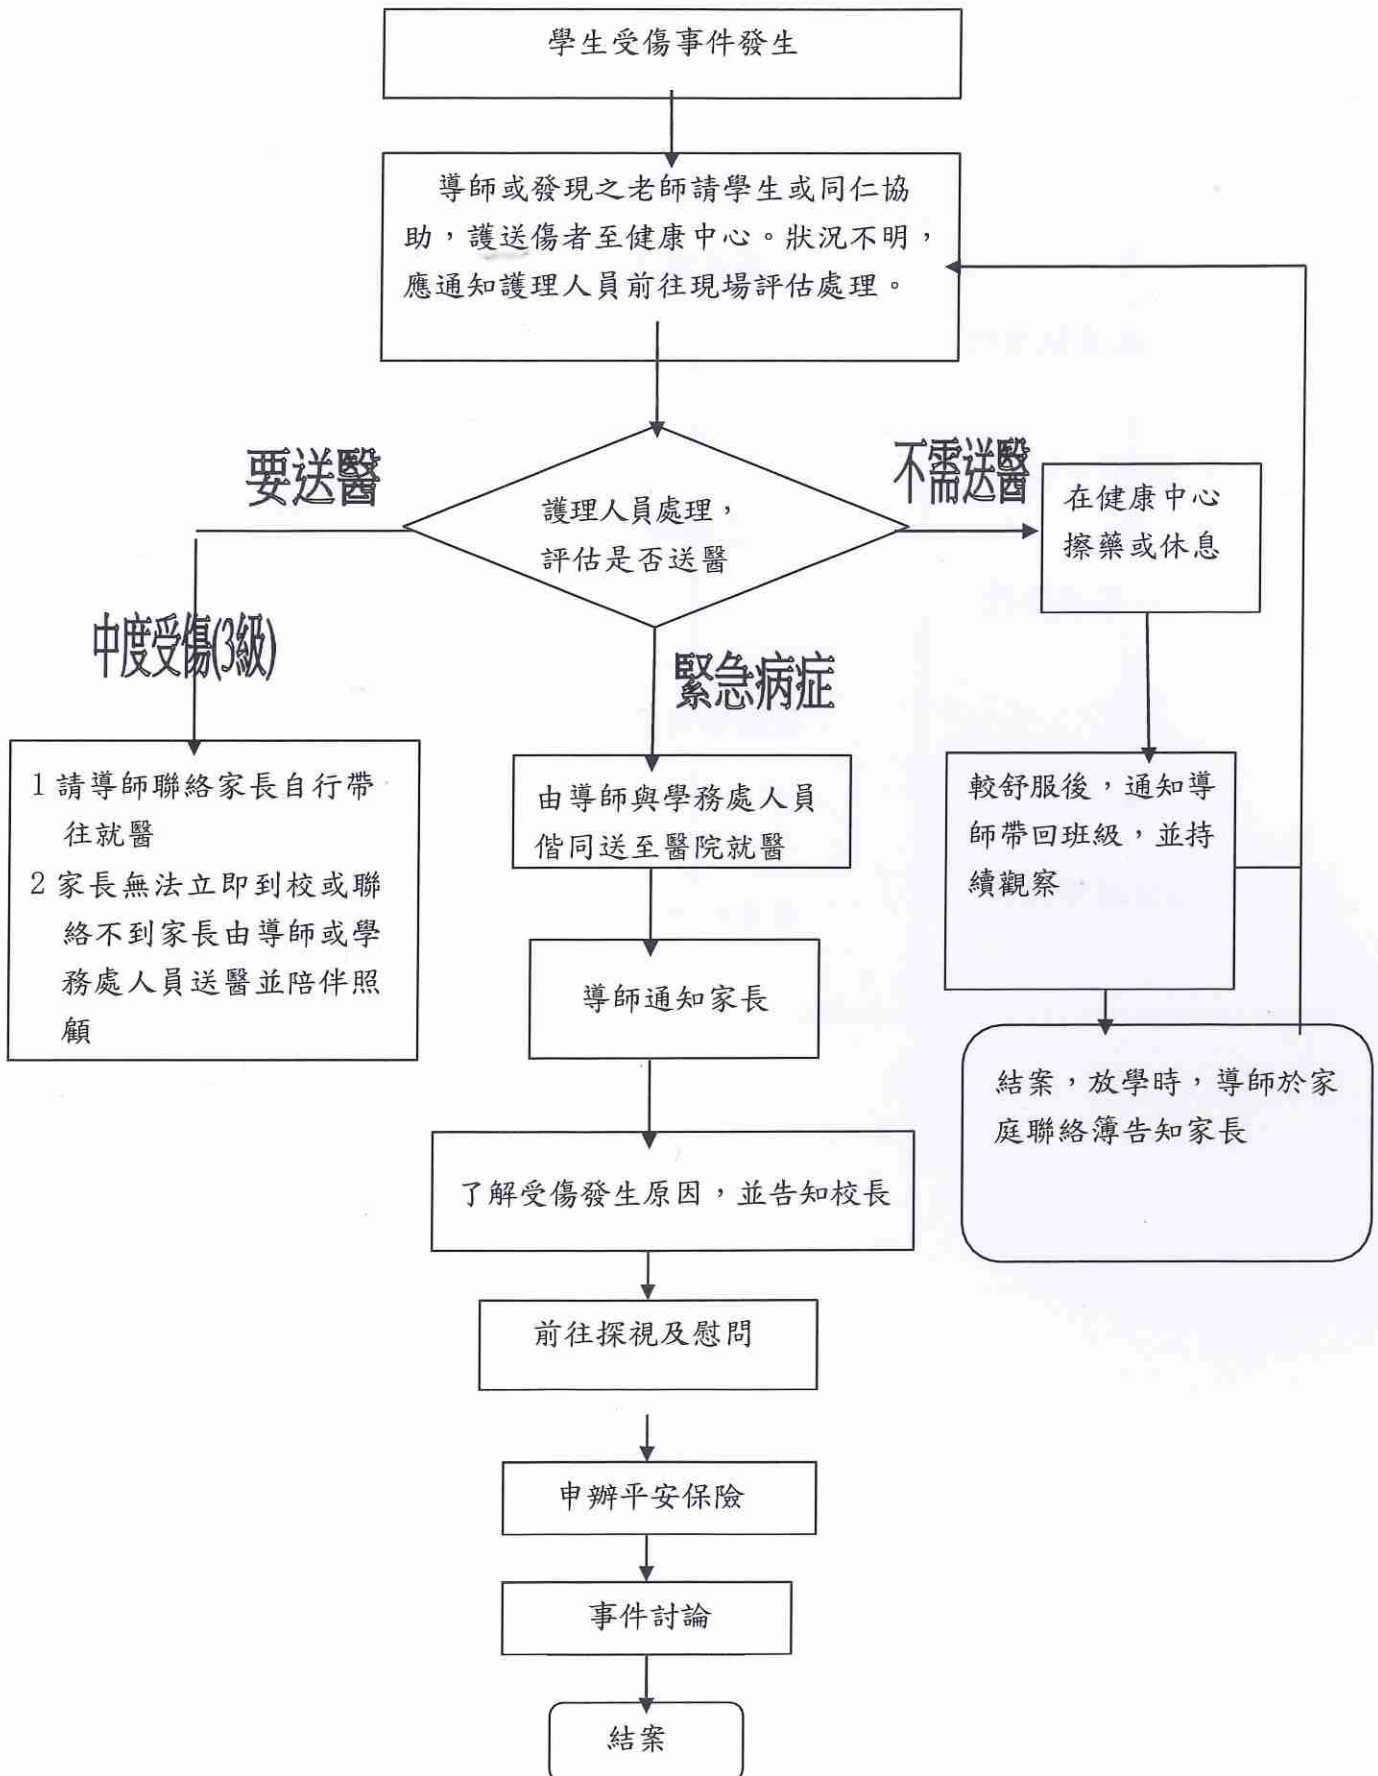 學生受傷事件發生
導師或發現之老師請學生或同仁協
助，護送傷者至健康中心。狀況不明，
應通知護理人員前往現場評估處理。
要送醫
不需送醫
護理人員處理，
評估是否送醫
在健康中心
擦藥或休息
中度受傷(3級)
緊急病症
1 請導師聯絡家長自行帶
往就醫
2 家長無法立即到校或聯
絡不到家長由導師或學
務處人員送醫並陪伴照
顧
由導師與學務處人員
偕同送至醫院就醫
較舒服後，通知導
師帶回班級，並持
續觀察
導師通知家長
結案，放學時，導師於家
庭聯絡簿告知家長
了解受傷發生原因，並告知校長
前往探視及慰問
申辦平安保險
事件討論
結案